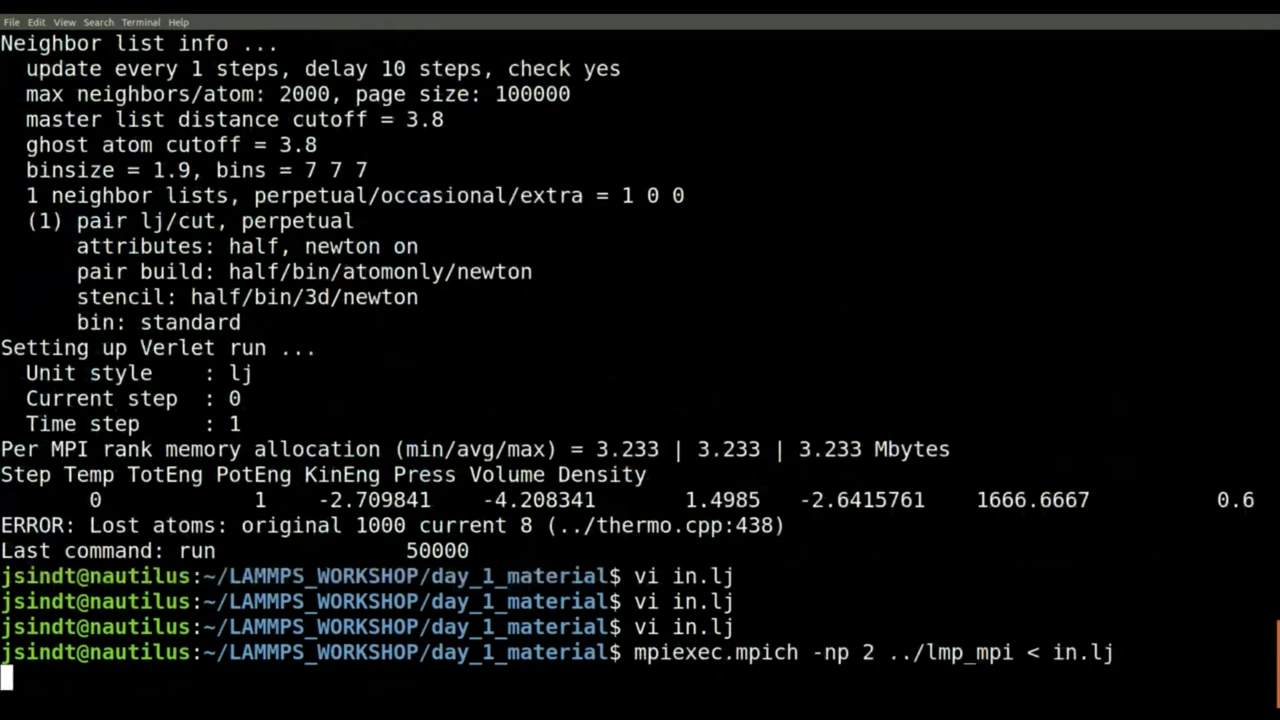 File Edit View Search Terminal Help
Neighbor list info ...
  update every 1 steps, delay 10 steps, check yes
  max neighbors/atom: 2000, page size: 100000
  master list distance cutoff = 3.8
  ghost atom cutoff = 3.8
  binsize = 1.9, bins = 7 7 7
  1 neighbor lists, perpetual/occasional/extra = 1 0 0
  (1) pair lj/cut, perpetual
      attributes: half, newton on
      pair build: half/bin/atomonly/newton
      stencil: half/bin/3d/newton
      bin: standard
Setting up Verlet run ...
  Unit style    : lj
  Current step  : 0
  Time step     : 1
Per MPI rank memory allocation (min/avg/max) = 3.233 | 3.233 | 3.233 Mbytes
Step Temp TotEng PotEng KinEng Press Volume Density
       0            1    -2.709841    -4.208341       1.4985   -2.6415761    1666.6667          0.6
ERROR: Lost atoms: original 1000 current 8 (../thermo.cpp:438)
Last command: run               50000
jsindt@nautilus:~/LAMMPS_WORKSHOP/day_1_material$ vi in.lj
jsindt@nautilus:~/LAMMPS_WORKSHOP/day_1_material$ vi in.lj
jsindt@nautilus:~/LAMMPS_WORKSHOP/day_1_material$ vi in.lj
jsindt@nautilus:~/LAMMPS_WORKSHOP/day_1_material$ mpiexec.mpich -np 2 ../lmp_mpi < in.lj